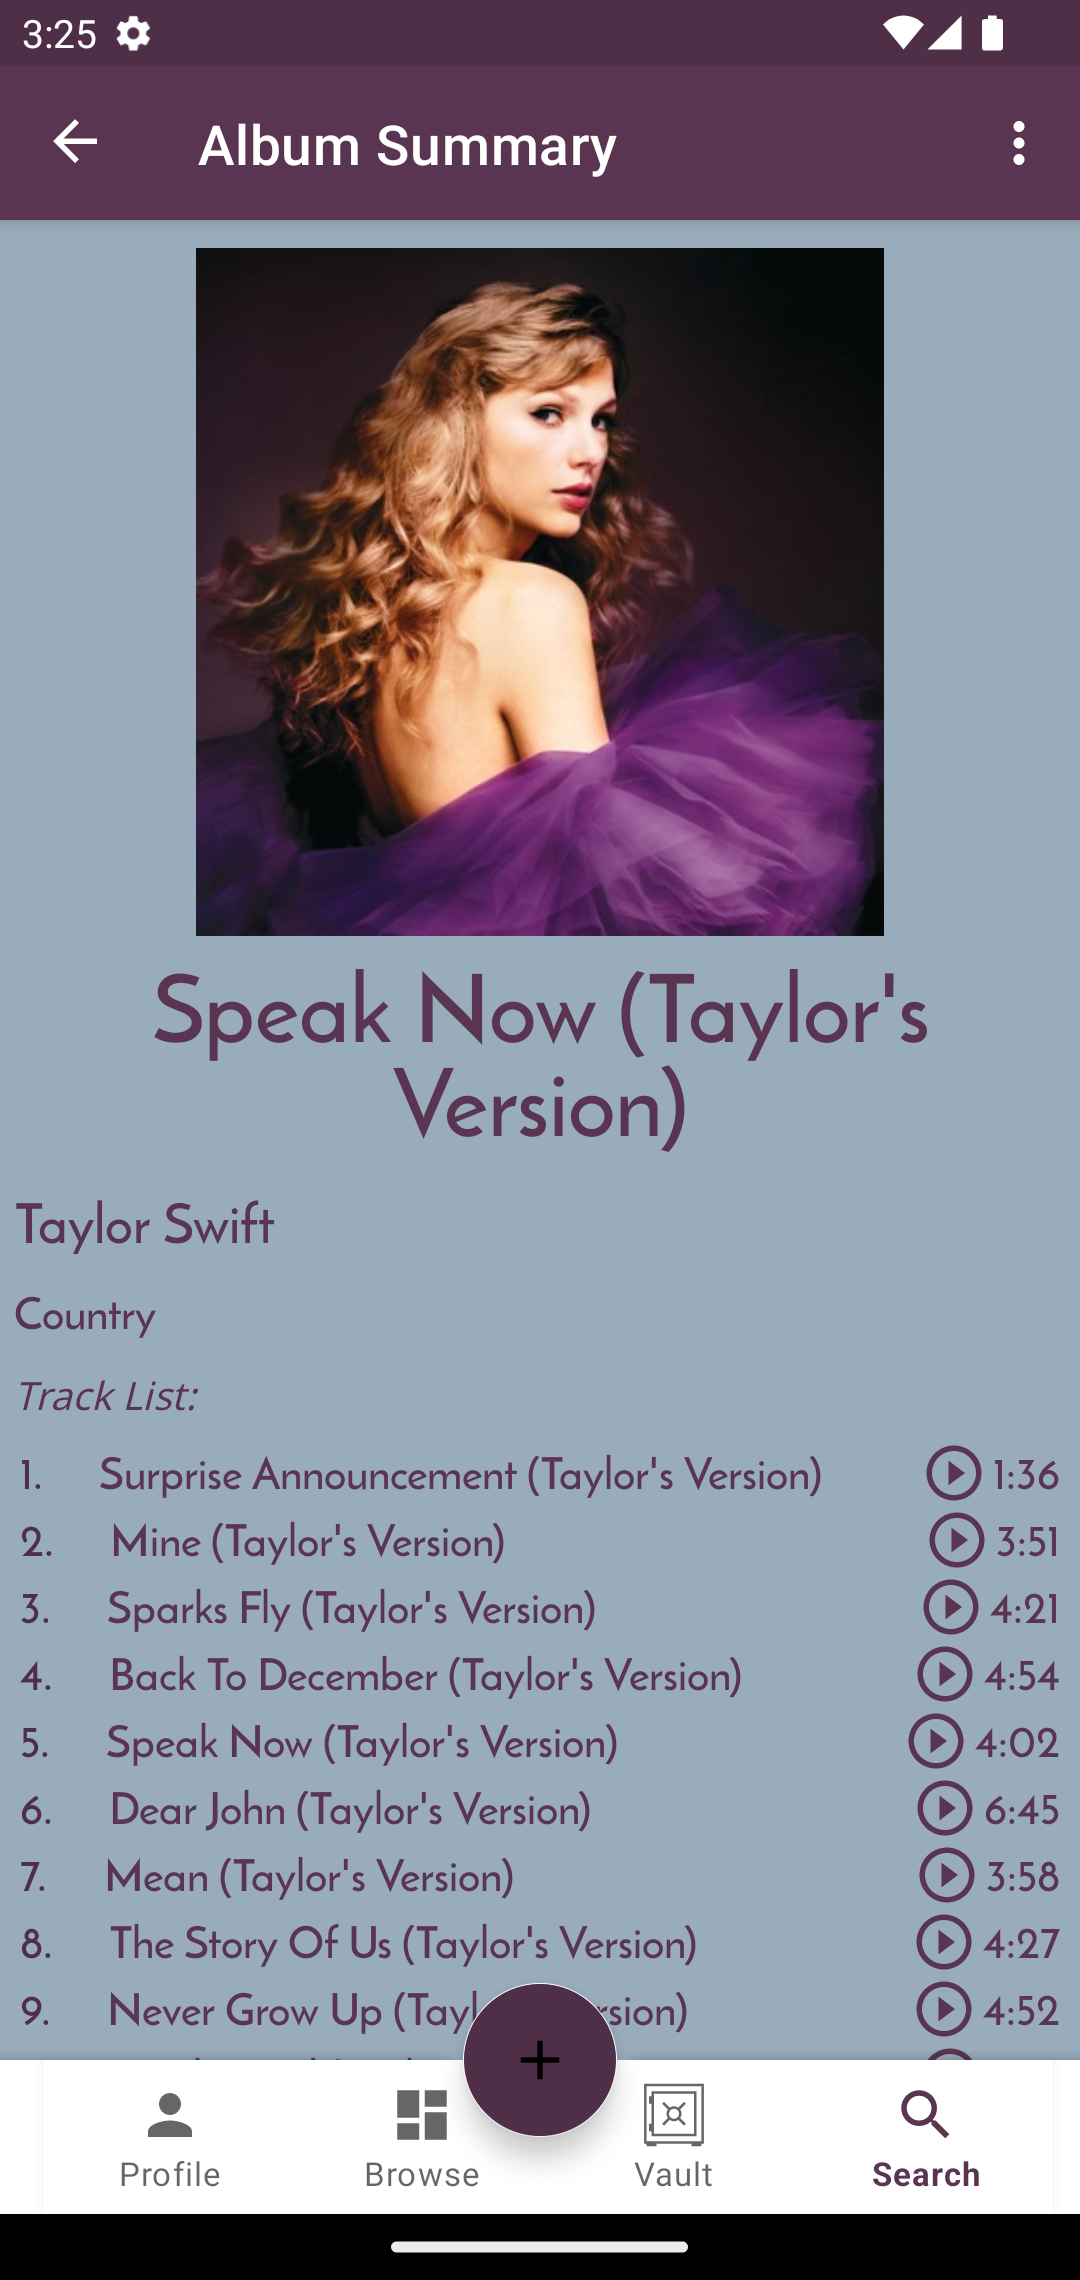 3:25
Album Summary
Speak Now (Taylor's
Version)
Taylor Swift
Country
Track List:
1. Surprise Announcement (Taylor's Version) 1:36
2. Mine (Taylor's Version) 3:51
3. Sparks Fly (Taylor's Version) 4:21
4. Back To December (Taylor's Version) 4:54
5. Speak Now (Taylor's Version) 4:02
6. Dear John (Taylor's Version) 6:45
7. Mean (Taylor's Version) 3:58
8. The Story Of Us (Taylor's Version) 4:27
9. Never Grow Up 4:52
Profile Browse Vault Search